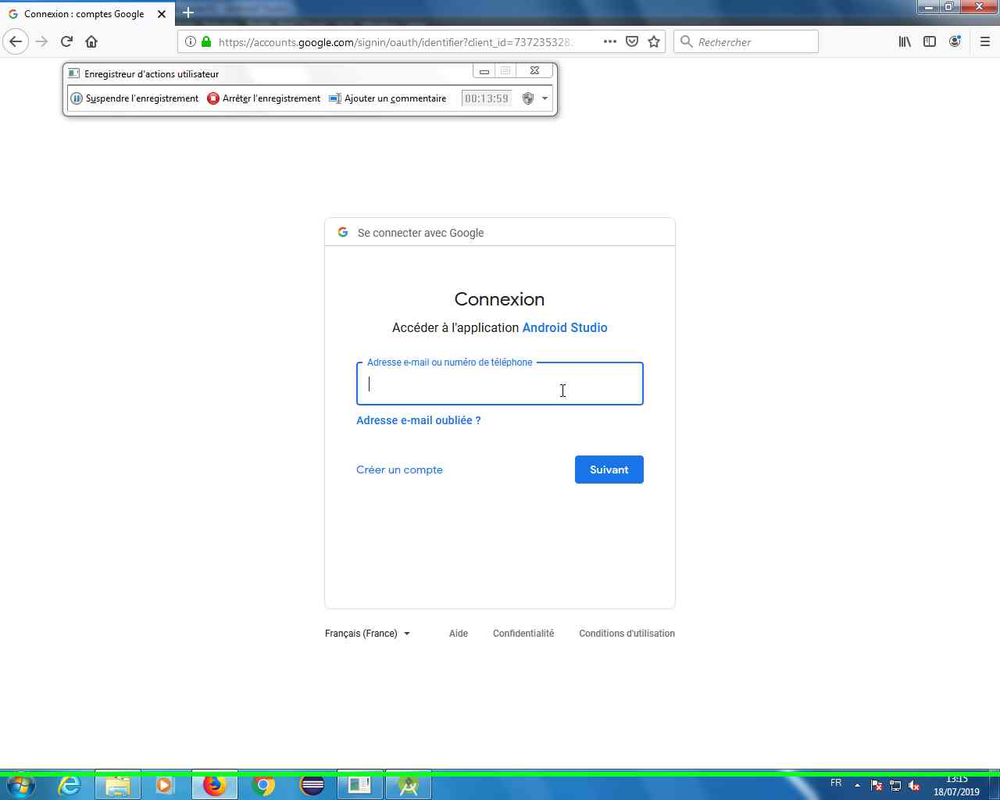 Connexion : comptes Google
https://accounts.google.com/signin/oauth/identifier?client_id=737235328
Rechercher
Enregistreur d'actions utilisateur
Suspendre l'enregistrement
Arrêter l'enregistrement
Ajouter un commentaire
00:13:59
Se connecter avec Google
Connexion
Accéder à l'application Android Studio
Adresse e-mail ou numéro de téléphone
Adresse e-mail oubliée ?
Créer un compte
Suivant
Français (France)
Aide
Confidentialité
Conditions d'utilisation
FR
13:15
18/07/2019